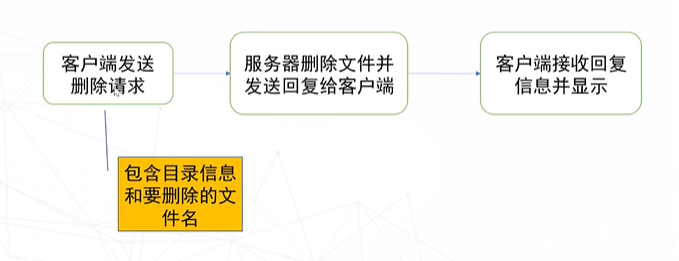 客户端发送
删除请求
服务器删除文件并
发送回复给客户端
客户端接收回复
信息并显示
包含目录信息
和要删除的文
件名